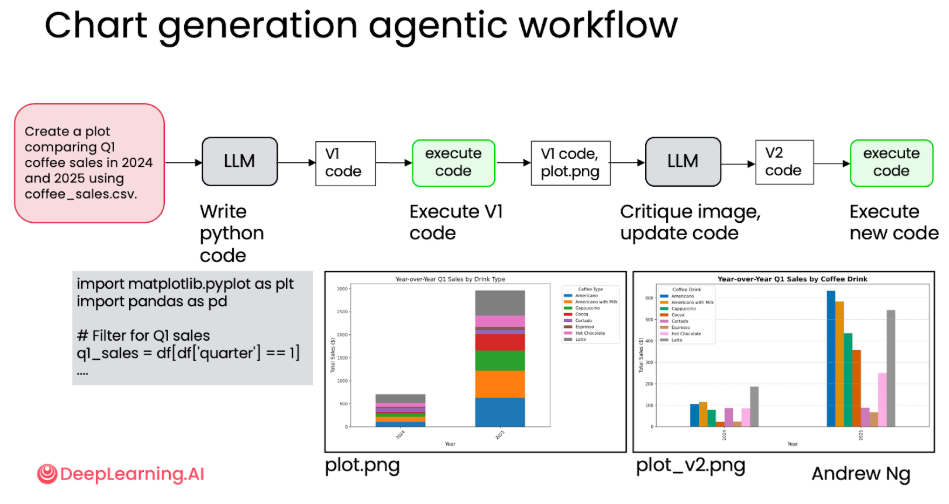 Chart generation agentic workflow
Create a plot
comparing Q1
coffee sales in 2024
and 2025 using
coffee_sales.csv.
LLM
V1
code
execute
code
V1 code,
plot.png
LLM
V2
code
execute
code
Write
python
code
Execute V1
code
Critique image,
update code
Execute
new code
import matplotlib.pyplot as plt
import pandas as pd
# Filter for Q1 sales
q1_sales = df[df['quarter'] == 1]
....
Year-over-Year Q1 Sales by Drink Type
Total Sales ($)
3000
2500
2000
1500
1000
500
0
2024
2025
Year
Coffee Type
Americano
Americano with Milk
Cappuccino
Cocoa
Cortado
Espresso
Hot Chocolate
Latte
plot.png
Year-over-Year Q1 Sales by Coffee Drink
Total Sales ($)
600
500
400
300
200
100
0
2024
2025
Year
Coffee Drink
Americano
Americano with Milk
Cappuccino
Cocoa
Cortado
Espresso
Hot Chocolate
Latte
plot_v2.png
DeepLearning.AI
Andrew Ng